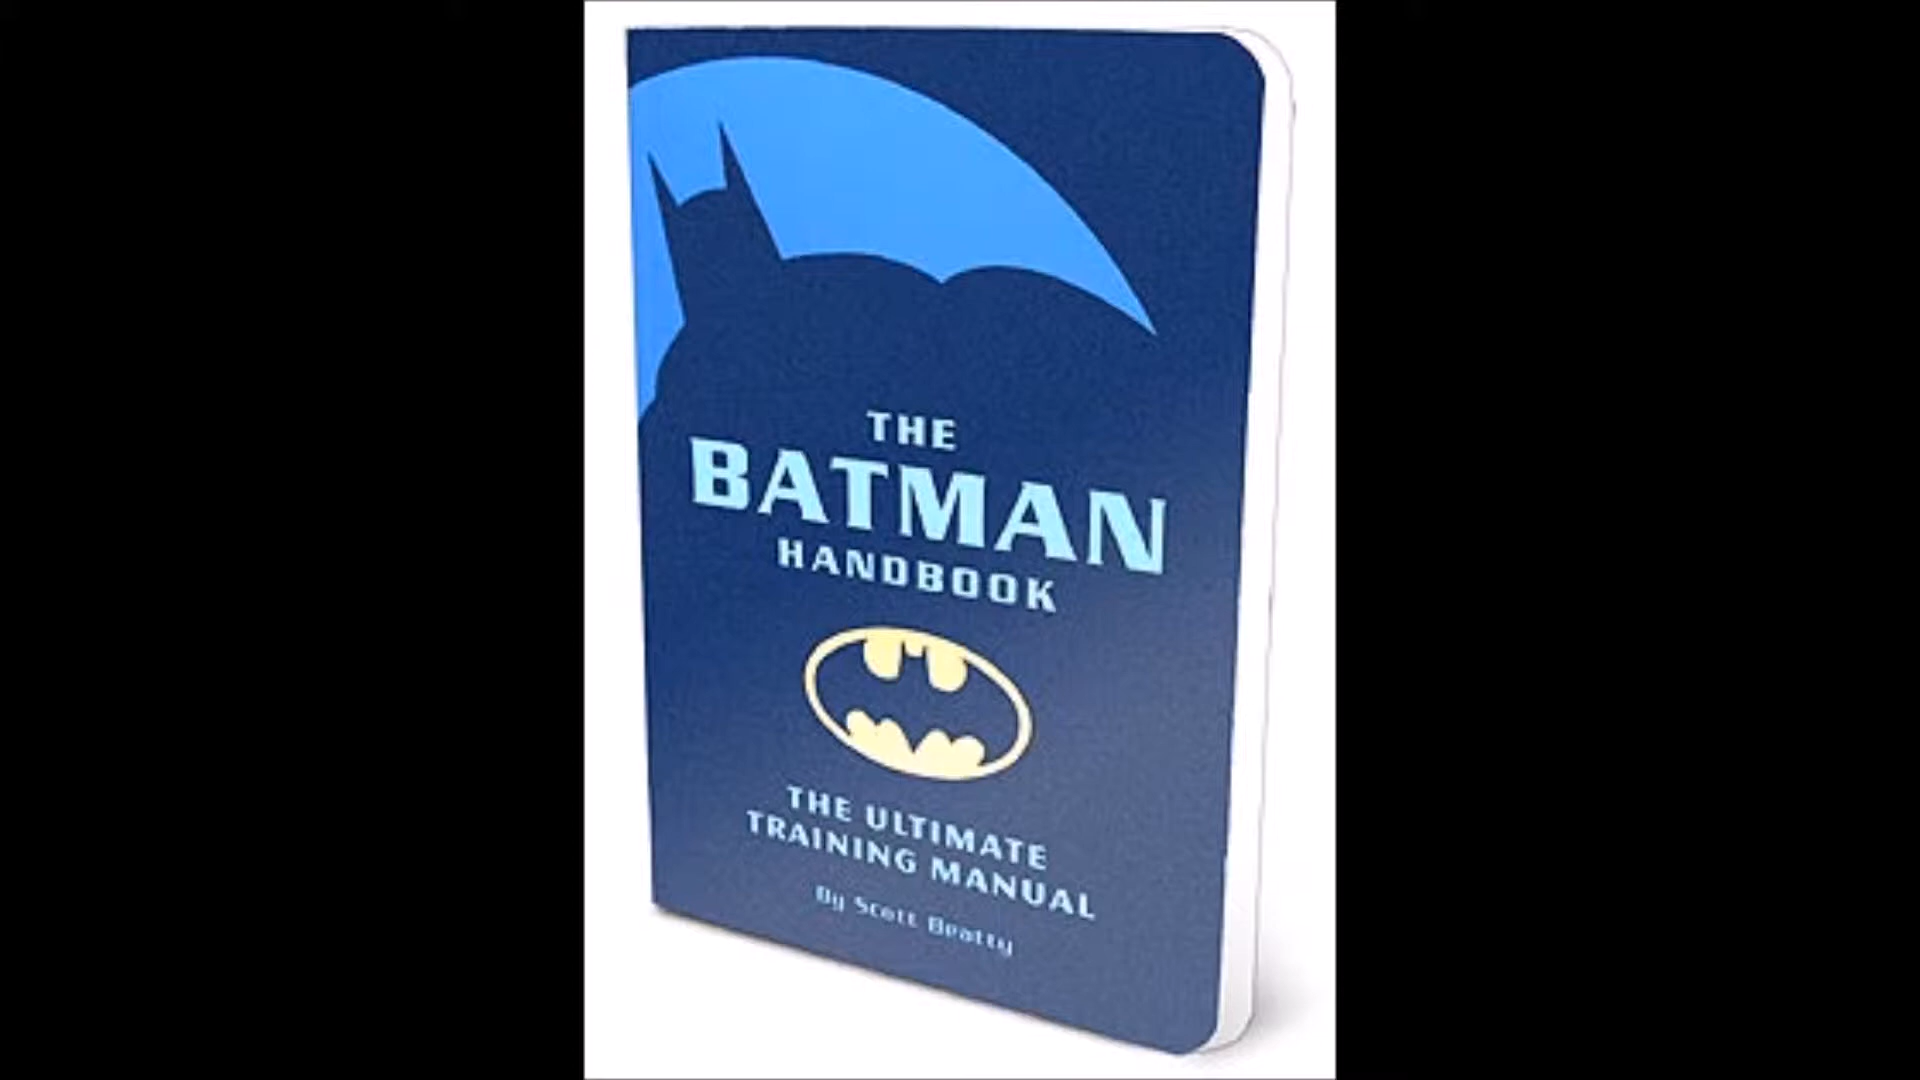 THE
BATMAN
HANDBOOK
THE ULTIMATE
TRAINING MANUAL
By Scott Beatty